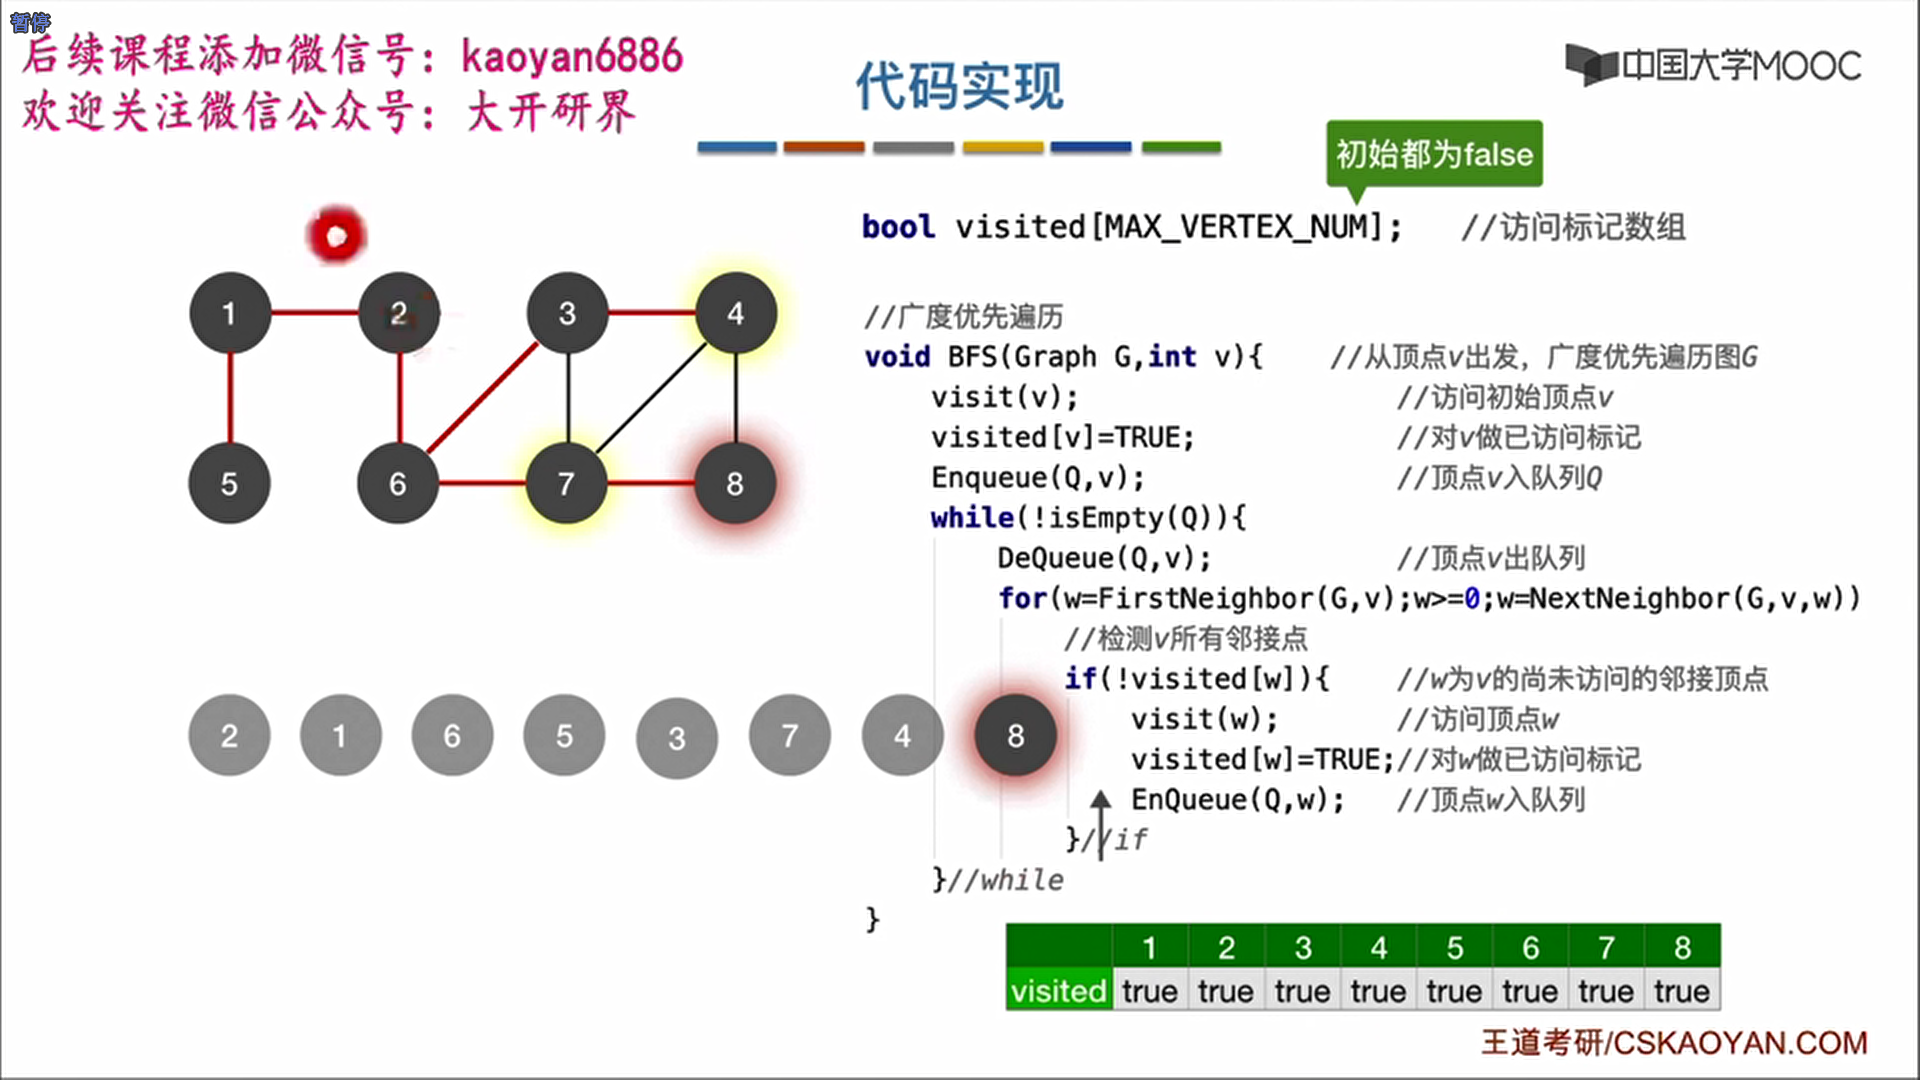 暂停
后续课程添加微信号：kaoyan6886
欢迎关注微信公众号：大开研界
代码实现
中国大学MOOC
初始都为false
bool visited[MAX_VERTEX_NUM]; //访问标记数组
//广度优先遍历
void BFS(Graph G,int v){ //从顶点v出发，广度优先遍历图G
visit(v); //访问初始顶点v
visited[v]=TRUE; //对v做已访问标记
Enqueue(Q,v); //顶点v入队列Q
while(!isEmpty(Q)){
DeQueue(Q,v); //顶点v出队列
for(w=FirstNeighbor(G,v);w>=0;w=NextNeighbor(G,v,w))
//检测v所有邻接点
if(!visited[w]){ //w为v的尚未访问的邻接顶点
visit(w); //访问顶点w
visited[w]=TRUE;//对w做已访问标记
EnQueue(Q,w); //顶点w入队列
}//if
}//while
}
1 2 3 4
5 6 7 8
2 1 6 5 3 7 4 8
1 2 3 4 5 6 7 8
visited true true true true true true true true
王道考研/CSKAOYAN.COM